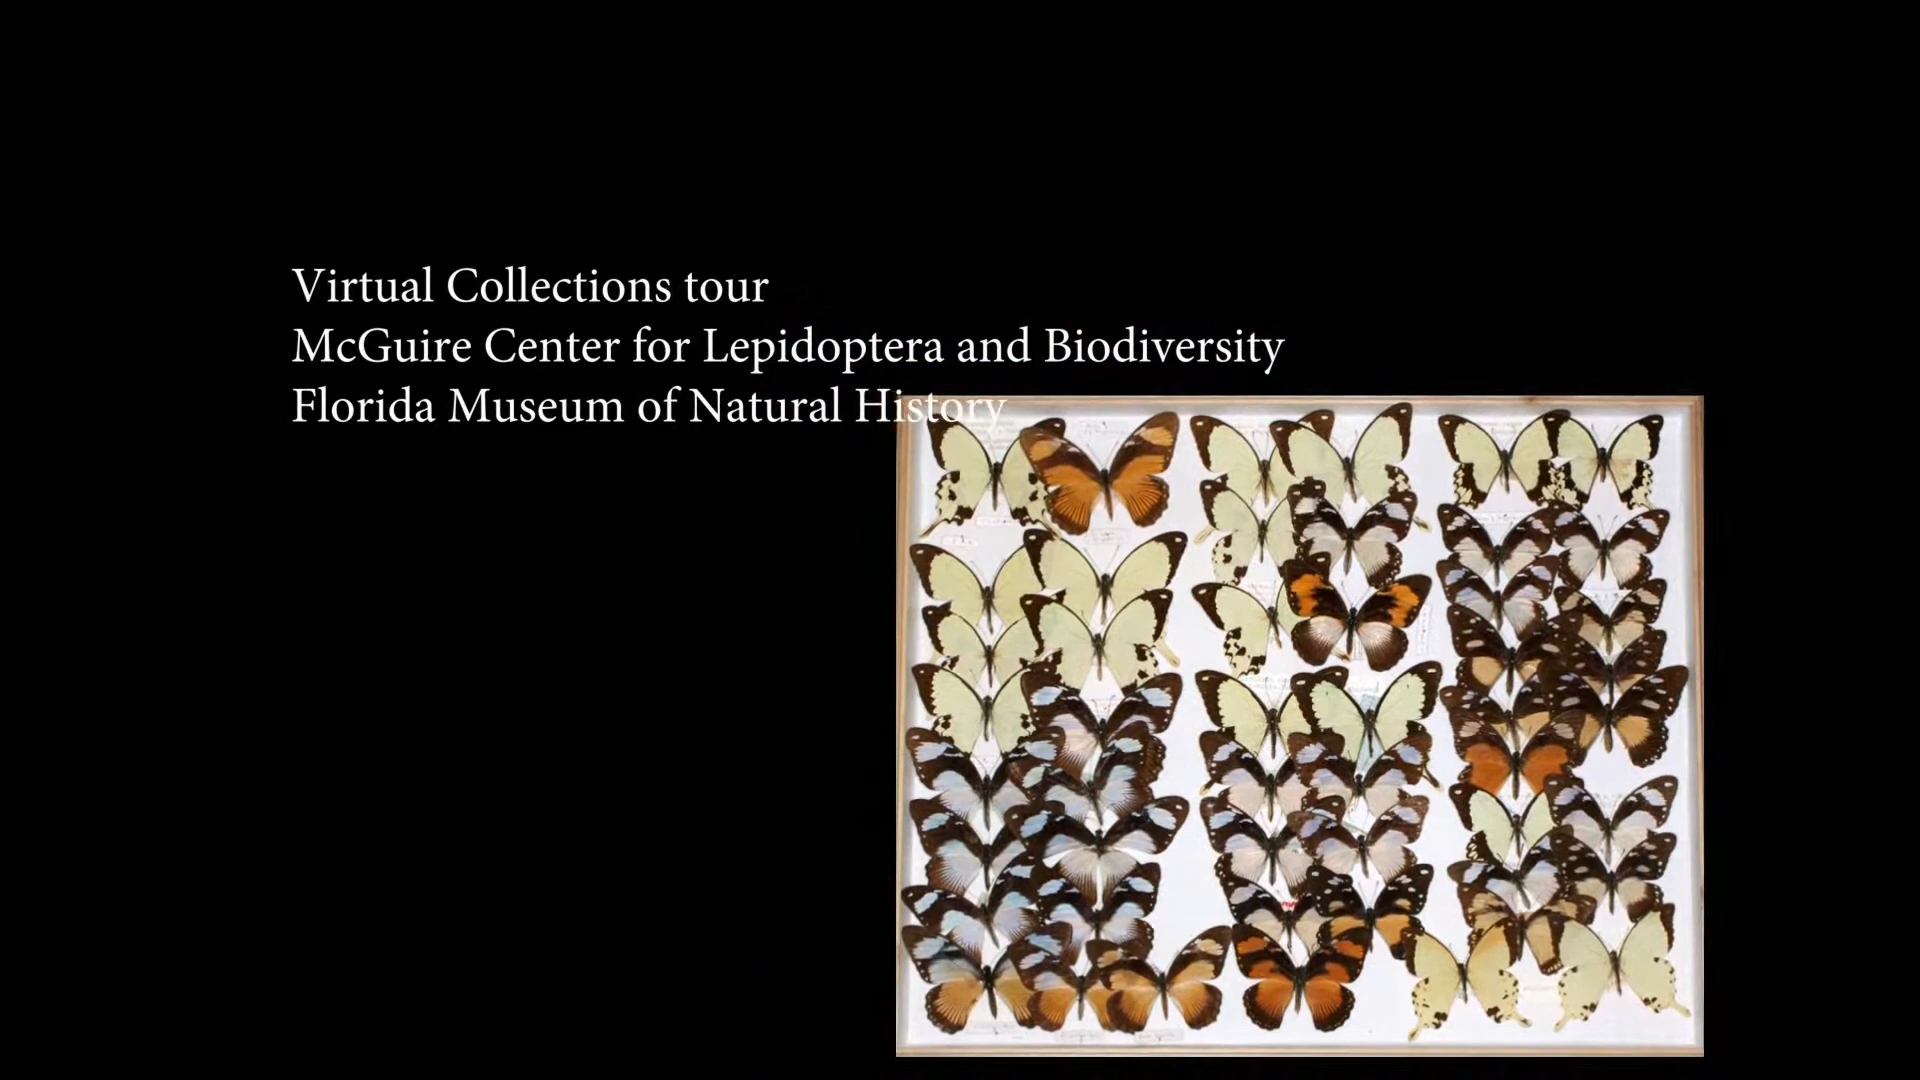 Virtual Collections tour
McGuire Center for Lepidoptera and Biodiversity
Florida Museum of Natural History